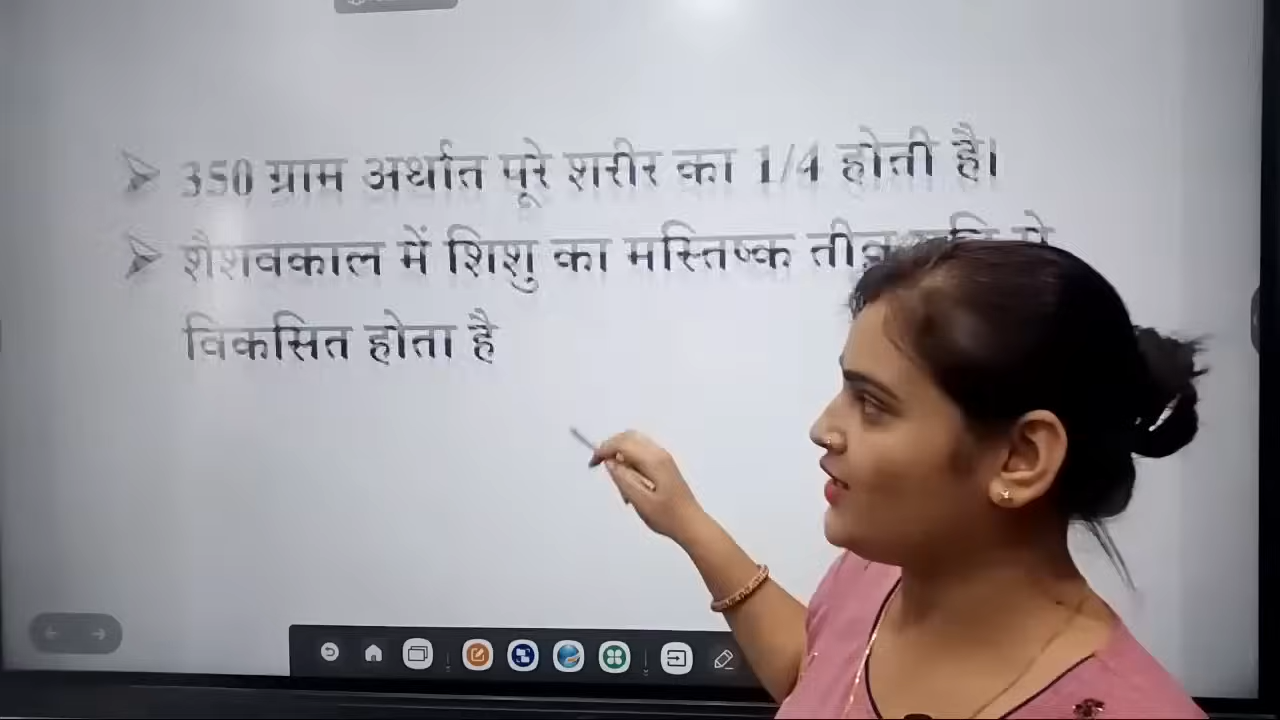 350 ग्राम अर्थात पूरे शरीर का 1/4 होती है।
शैशवकाल में शिशु का मस्तिष्क तीव्र
विकसित होता है